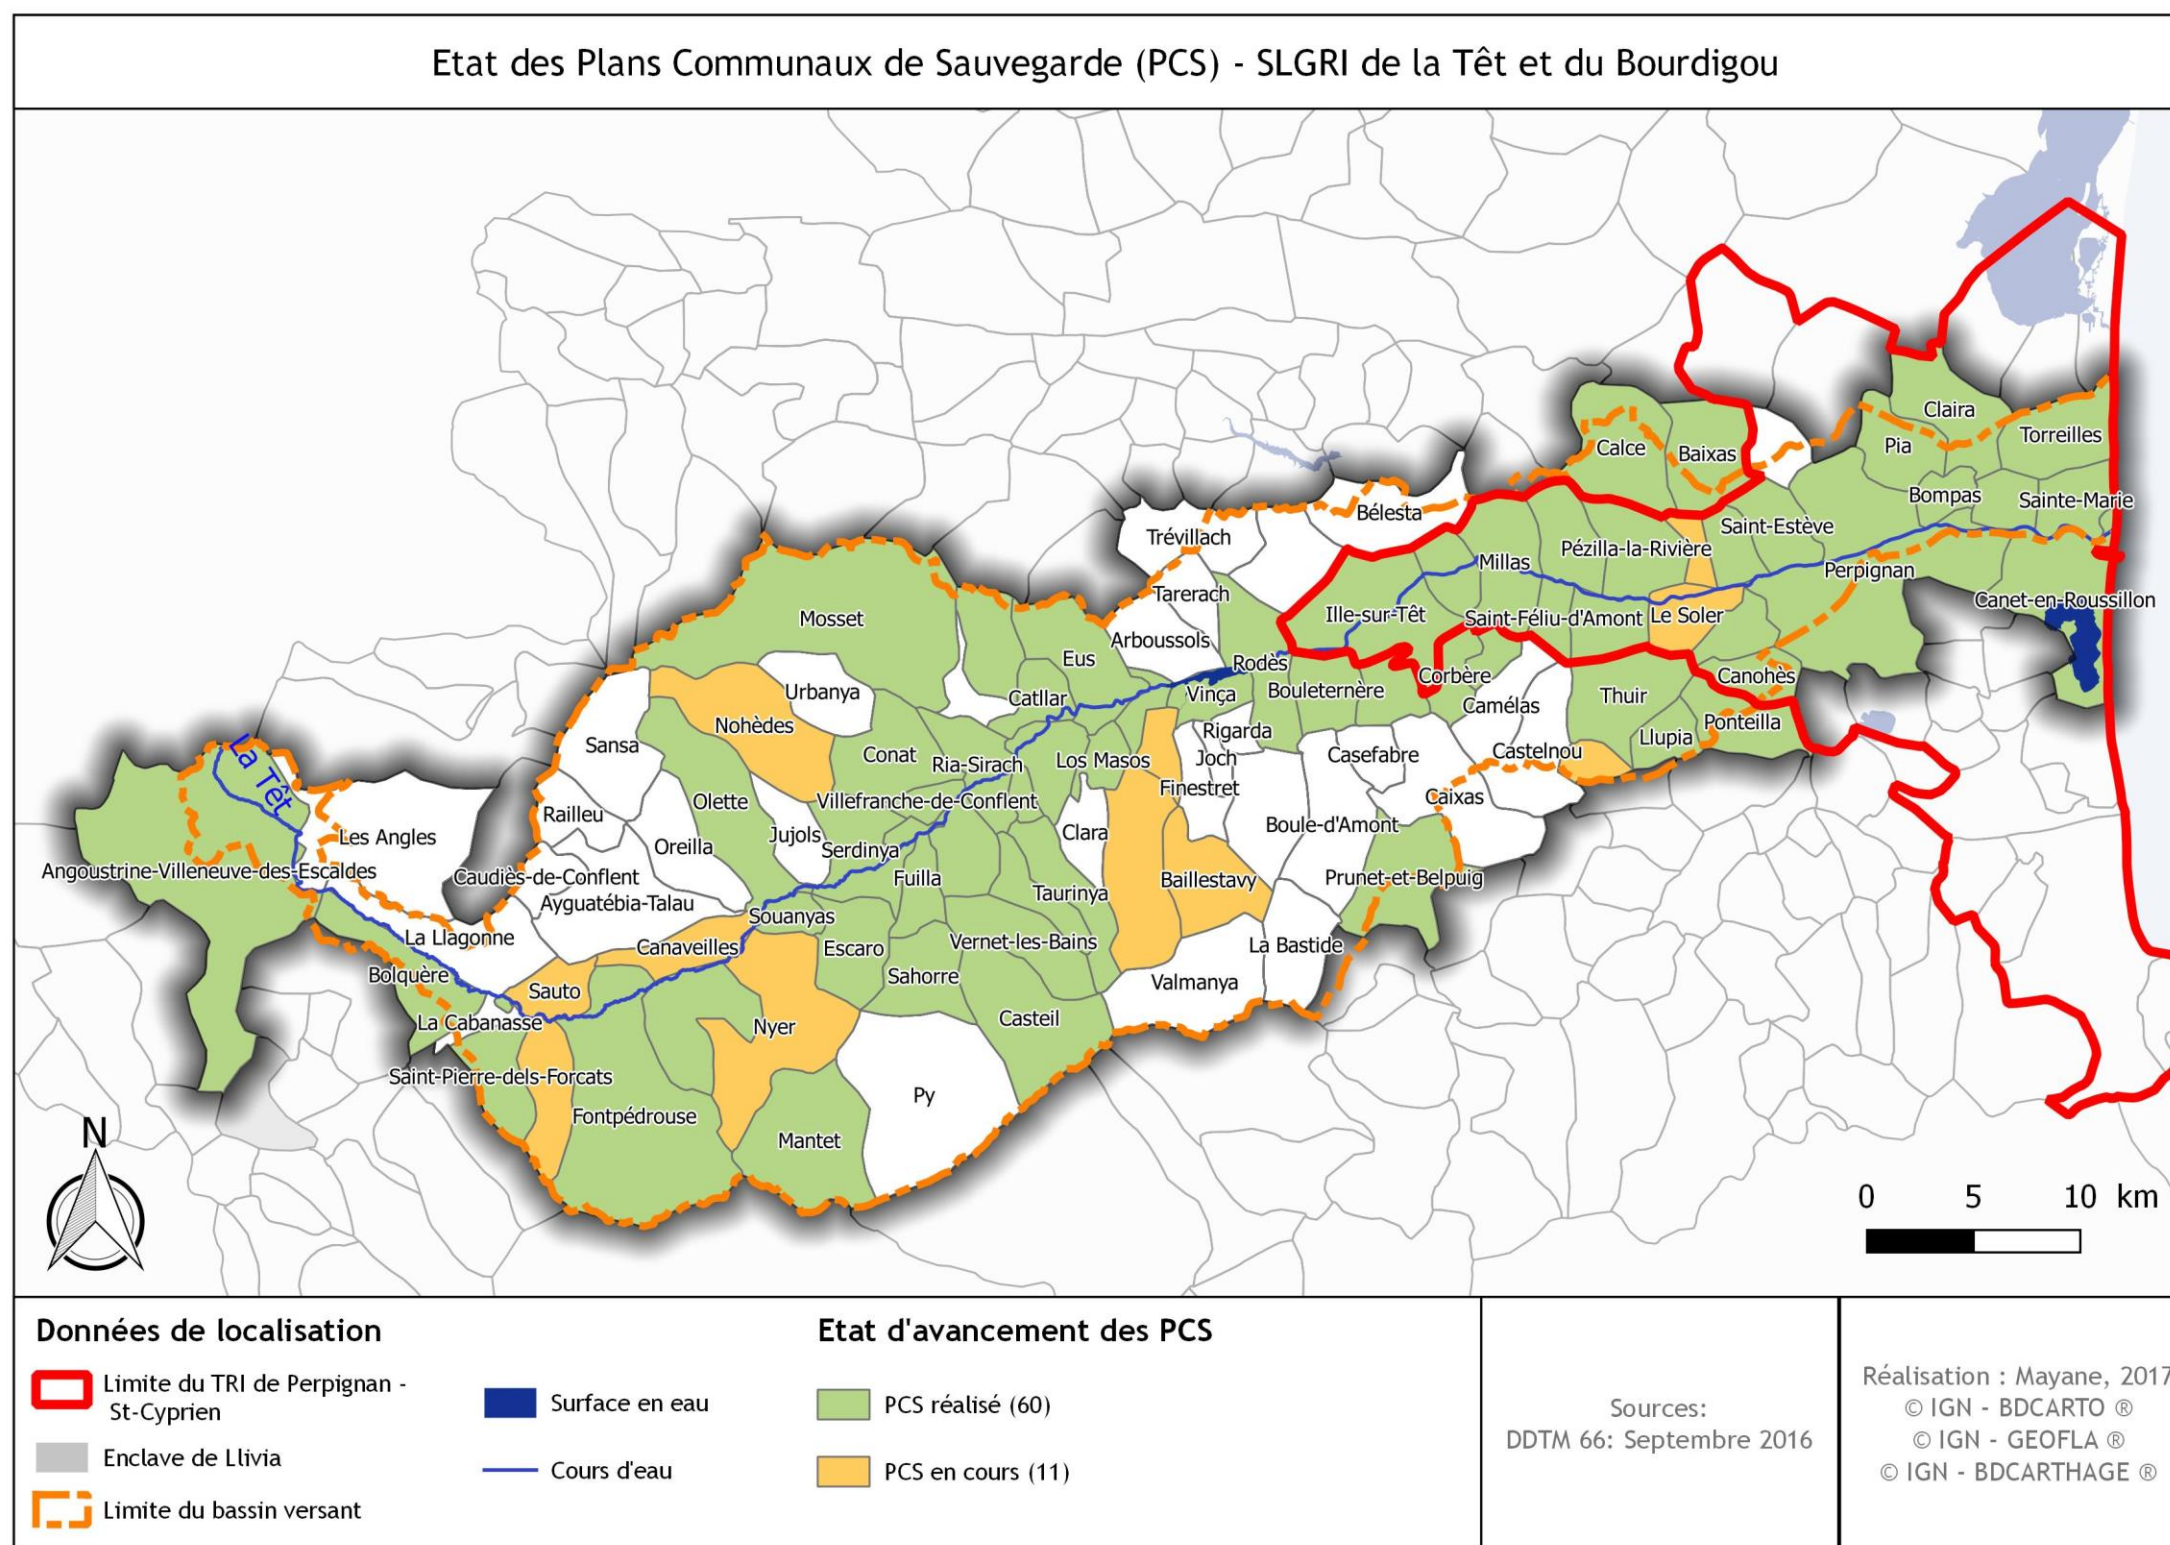 Etat des Plans Communaux de Sauvegarde (PCS) - SLGRI de la Têt et du Bourdigou
Claira
Torreilles
Pia
Calce
Baixas
Bompas
Sainte-Marie
Bélesta
Saint-Estève
Trévillach
Pézilla-la-Rivière
Millas
Perpignan
Tarerach
Canet-en-Roussillon
Ille-sur-Têt
Saint-Féliu-d'Amont
Le Soler
Mosset
Arboussols
Eus
Rodès
Corbère
Canohès
Urbanya
Catllar
Vinça
Bouleternère
Thuir
Camélas
Nohèdes
Rigarda
Ponteilla
Llupia
Sansa
Conat
Ria-Sirach
Los Masos
Joch
Casefabre
Castelnou
La Têt
Finestret
Olette
Villefranche-de-Conflent
Caixas
Railleu
Les Angles
Jujols
Clara
Boule-d'Amont
Oreilla
Serdinya
Angoustrine-Villeneuve-des-Escaldes
Caudiès-de-Conflent
Fuilla
Taurinya
Baillestavy
Prunet-et-Belpuig
Ayguatébia-Talau
Souanyas
La Llagonne
Canaveilles
Escaro
Vernet-les-Bains
La Bastide
Bolquère
Sauto
Sahorre
Valmanya
La Cabanasse
Nyer
Casteil
Saint-Pierre-dels-Forcats
Py
Fontpédrouse
Mantet
N
0 5 10 km
Données de localisation
Limite du TRI de Perpignan -
St-Cyprien
Enclave de Llivia
Limite du bassin versant
Surface en eau
Cours d'eau
Etat d'avancement des PCS
PCS réalisé (60)
PCS en cours (11)
Sources:
DDTM 66: Septembre 2016
Réalisation : Mayane, 2017
© IGN - BDCARTO ®
© IGN - GEOFLA ®
© IGN - BDCARTHAGE ®